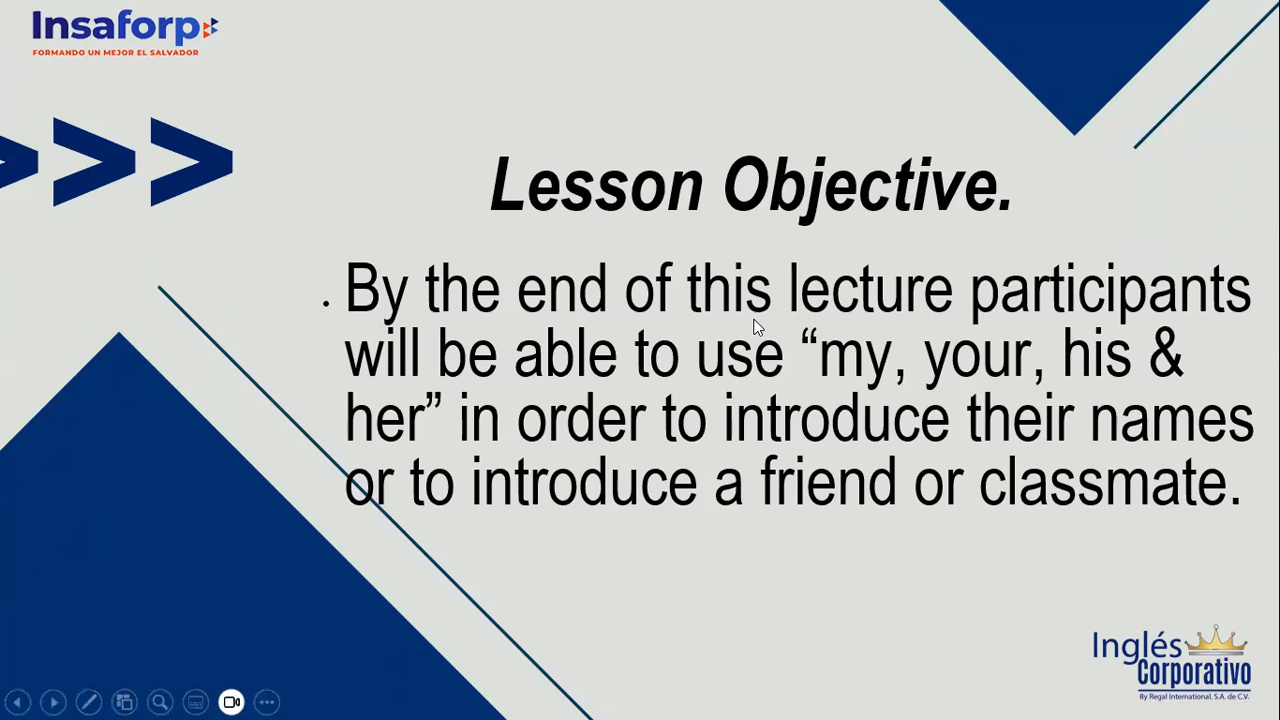 Insaforp
FORMANDO UN MEJOR EL SALVADOR
>>>
Lesson Objective.
• By the end of this lecture participants
will be able to use “my, your, his &
her” in order to introduce their names
or to introduce a friend or classmate.
Inglés
Corporativo
By Regal International, S.A. de C.V.